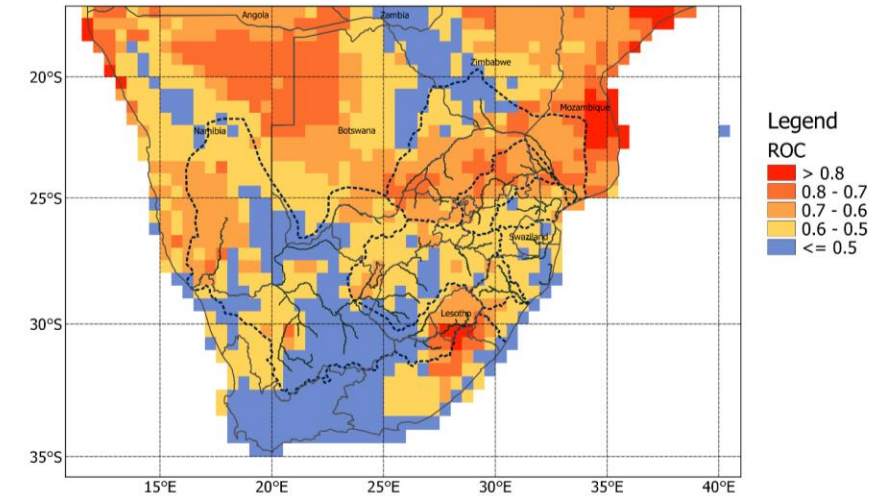 Angola
Zambia
Zimbabwe
20°S
Mozambique
Namibia
Botswana
25°S
Swaziland
Lesotho
30°S
35°S
15°E
20°E
25°E
30°E
35°E
40°E
Legend
ROC
> 0.8
0.8 - 0.7
0.7 - 0.6
0.6 - 0.5
<= 0.5